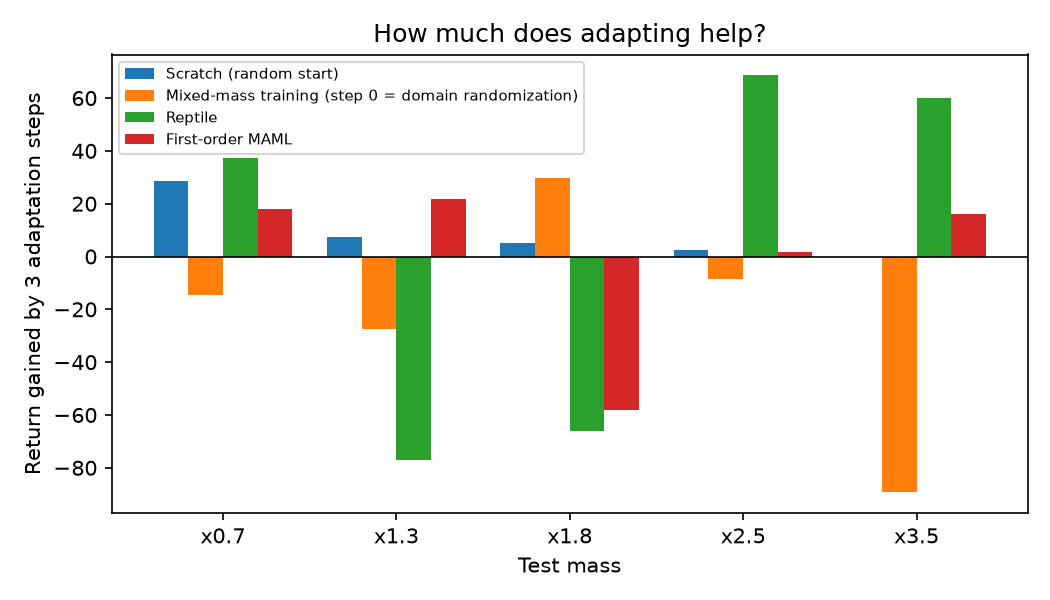 How much does adapting help?
Scratch (random start)
Mixed-mass training (step 0 = domain randomization)
Reptile
First-order MAML
Return gained by 3 adaptation steps
60
40
20
0
−20
−40
−60
−80
x0.7
x1.3
x1.8
x2.5
x3.5
Test mass